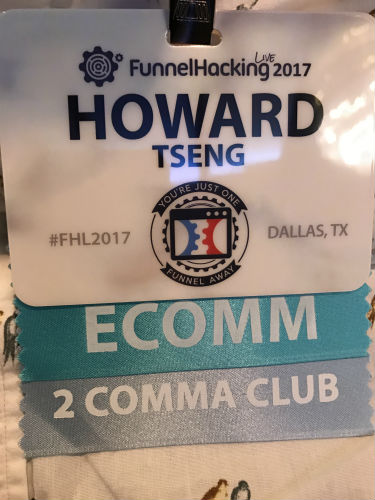 FunnelHacking LIVE 2017
HOWARD
TSENG
YOU'RE JUST ONE
#FHL2017
DALLAS, TX
FUNNEL AWAY
ECOMM
2 COMMA CLUB